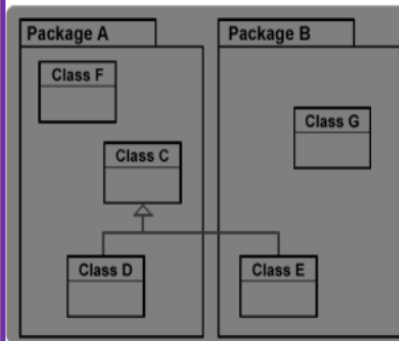 Package A
Package B
Class F
Class G
Class C
Class D
Class E